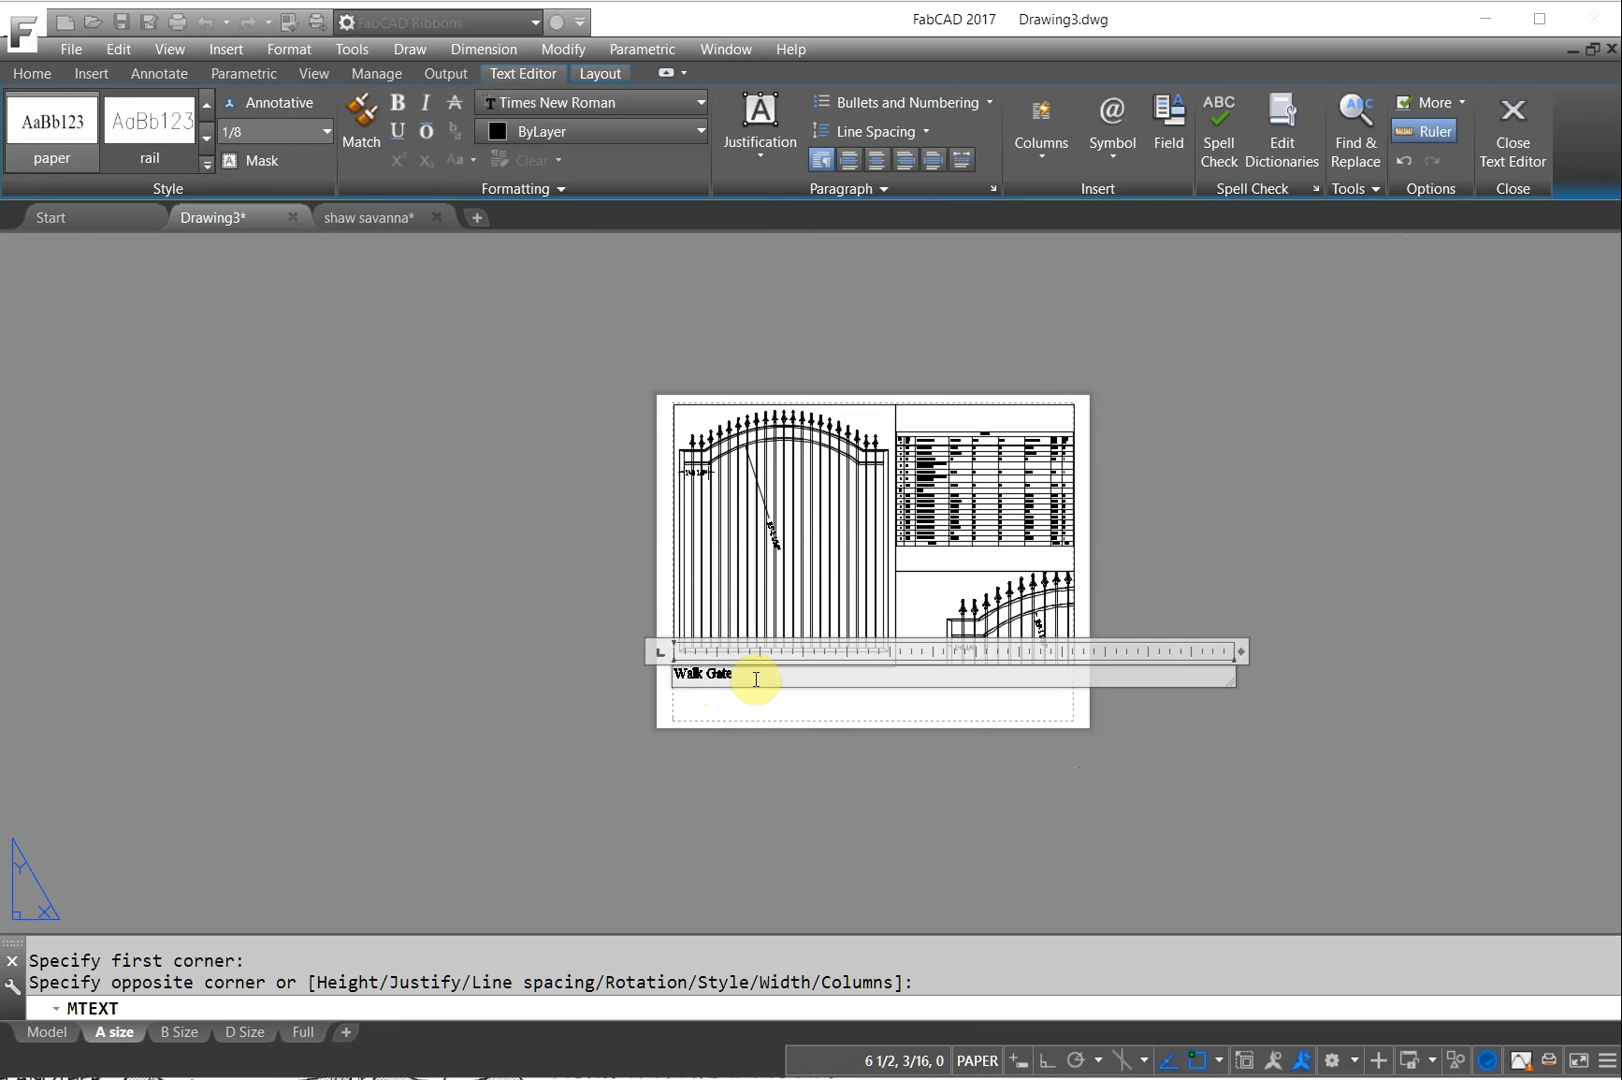 F
FabCAD Ribbons
FabCAD 2017 Drawing3.dwg
File Edit View Insert Format Tools Draw Dimension Modify Parametric Window Help
Home Insert Annotate Parametric View Manage Output Text Editor Layout
AaBb123 AaBb123 Annotative Times New Roman Bullets and Numbering More
1/8 ByLayer Line Spacing Ruler
paper rail Mask Match Clear Justification Columns Symbol Field Spell Check Edit Dictionaries Find & Replace Close Text Editor
Style Formatting Paragraph Insert Spell Check Tools Options Close
Start Drawing3* shaw savanna*
Walk Gate
Y
X
Specify first corner:
Specify opposite corner or [Height/Justify/Line spacing/Rotation/Style/Width/Columns]:
MTEXT
Model A size B Size D Size Full
6 1/2, 3/16, 0 PAPER